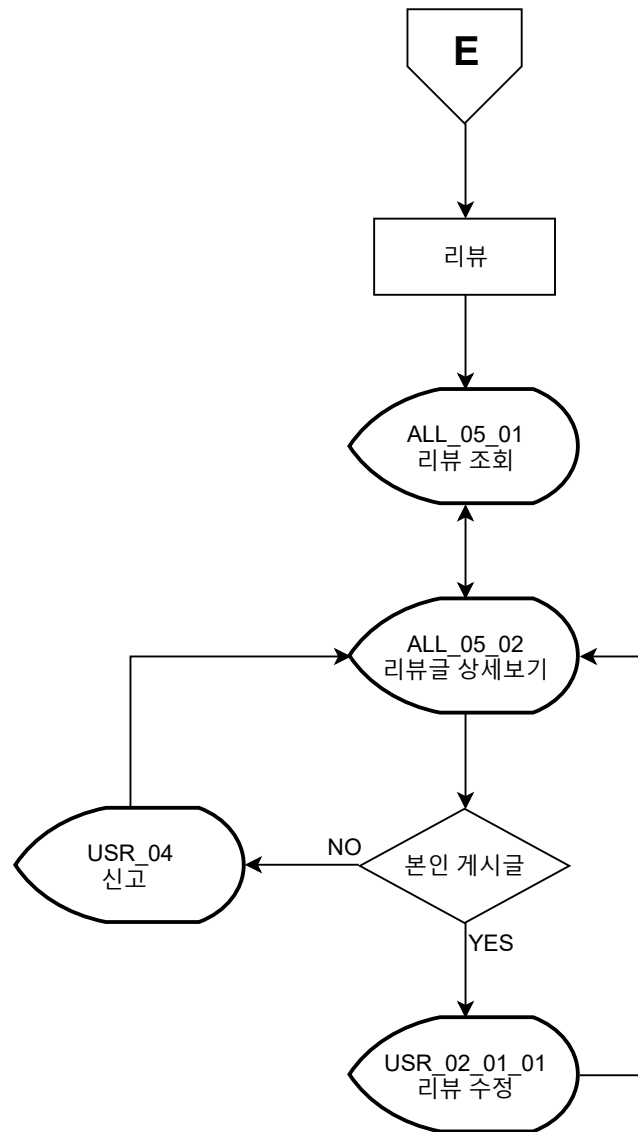 E
리뷰
ALL_05_01
리뷰 조회
ALL_05_02
리뷰글 상세보기
USR_04
신고
NO
본인 게시글
YES
USR_02_01_01
리뷰 수정